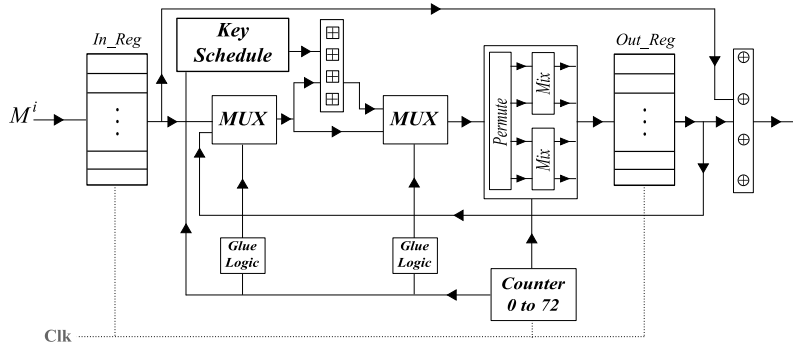 In_Reg
Key
Schedule
Out_Reg
M^i
MUX
MUX
Permute
Mix
Mix
Glue
Logic
Glue
Logic
Counter
0 to 72
Clk